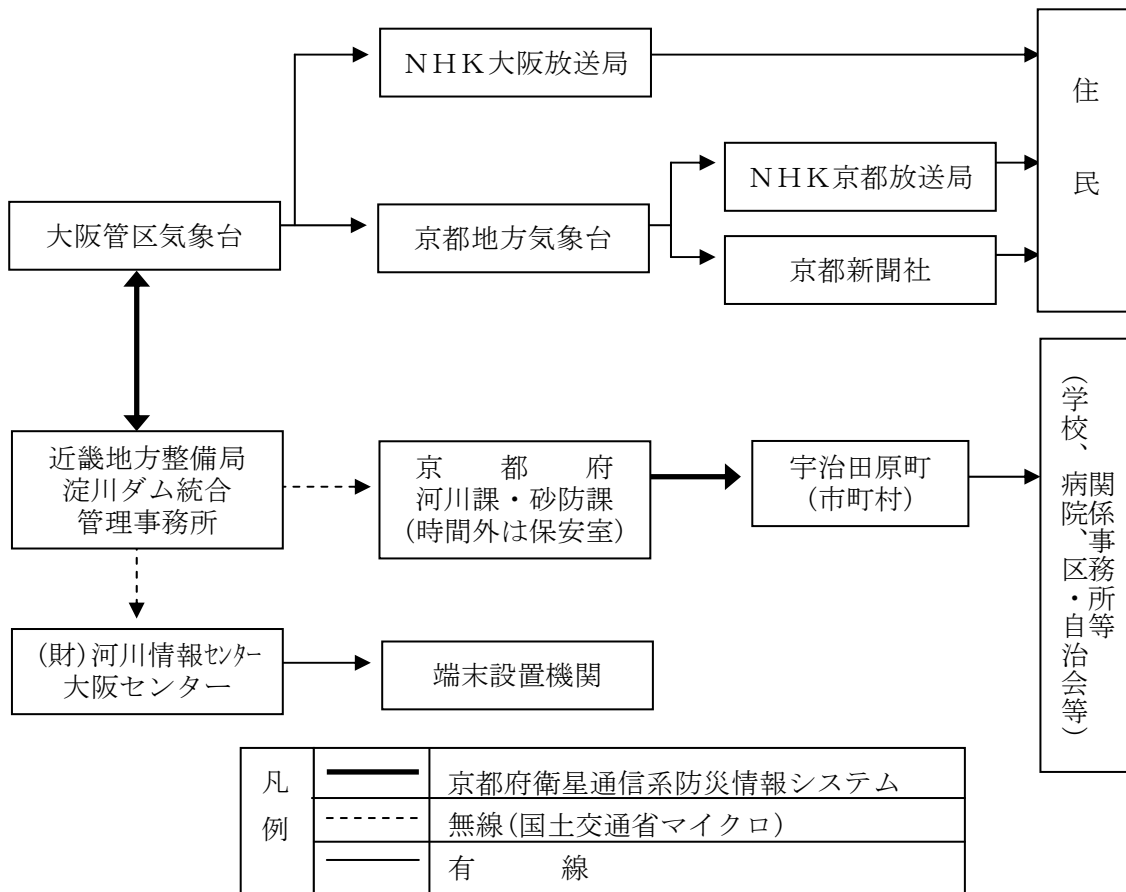 NHK大阪放送局
住民
NHK京都放送局
大阪管区気象台
京都地方気象台
京都新聞社
近畿地方整備局
淀川ダム統合
管理事務所
京都府
河川課・砂防課
(時間外は保安室)
宇治田原町
(市町村)
関係事務所等
(学校、病院、区・自治会等)
(財)河川情報ｾﾝﾀｰ
大阪センター
端末設置機関
凡例
京都府衛星通信系防災情報システム
無線(国土交通省マイクロ)
有線